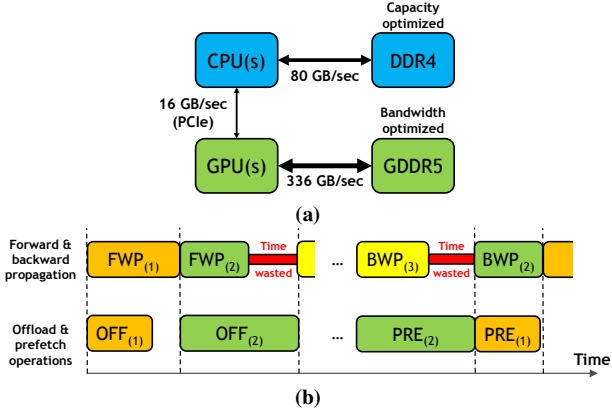 Capacity
optimized
CPU(s)
80 GB/sec
DDR4
16 GB/sec
(PCIe)
Bandwidth
optimized
GPU(s)
336 GB/sec
GDDR5
(a)
Forward &
backward
propagation
FWP(1)
FWP(2)
Time
wasted
...
BWP(3)
Time
wasted
BWP(2)
Offload &
prefetch
operations
OFF(1)
OFF(2)
...
PRE(2)
PRE(1)
Time
(b)